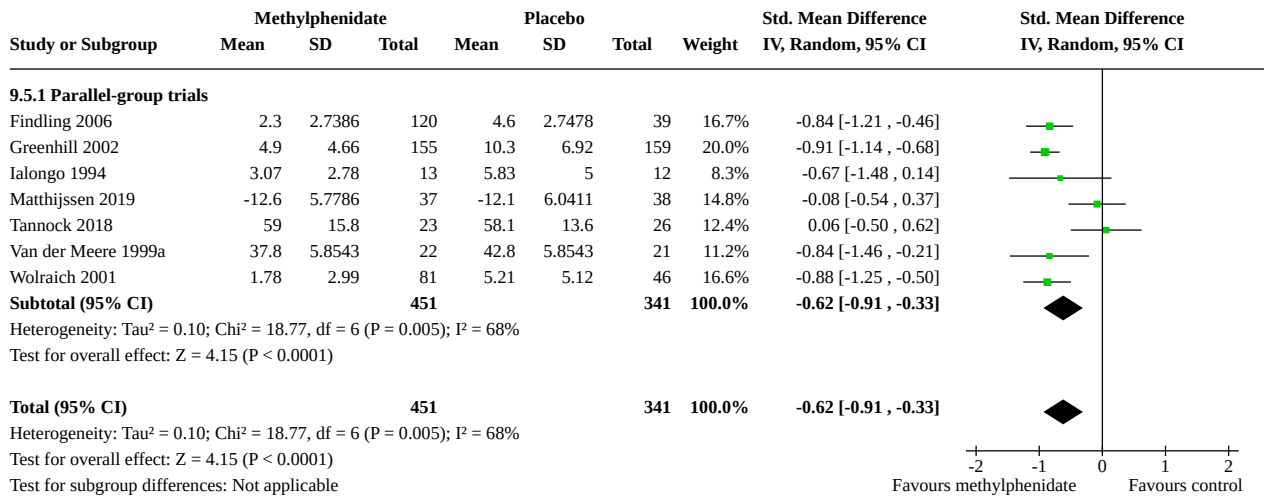 Methylphenidate Placebo Std. Mean Difference Std. Mean Difference
Study or Subgroup Mean SD Total Mean SD Total Weight IV, Random, 95% CI IV, Random, 95% CI
9.5.1 Parallel-group trials
Findling 2006 2.3 2.7386 120 4.6 2.7478 39 16.7% -0.84 [-1.21 , -0.46]
Greenhill 2002 4.9 4.66 155 10.3 6.92 159 20.0% -0.91 [-1.14 , -0.68]
Ialongo 1994 3.07 2.78 13 5.83 5 12 8.3% -0.67 [-1.48 , 0.14]
Matthijssen 2019 -12.6 5.7786 37 -12.1 6.0411 38 14.8% -0.08 [-0.54 , 0.37]
Tannock 2018 59 15.8 23 58.1 13.6 26 12.4% 0.06 [-0.50 , 0.62]
Van der Meere 1999a 37.8 5.8543 22 42.8 5.8543 21 11.2% -0.84 [-1.46 , -0.21]
Wolraich 2001 1.78 2.99 81 5.21 5.12 46 16.6% -0.88 [-1.25 , -0.50]
Subtotal (95% CI) 451 341 100.0% -0.62 [-0.91 , -0.33]
Heterogeneity: Tau² = 0.10; Chi² = 18.77, df = 6 (P = 0.005); I² = 68%
Test for overall effect: Z = 4.15 (P < 0.0001)
Total (95% CI) 451 341 100.0% -0.62 [-0.91 , -0.33]
Heterogeneity: Tau² = 0.10; Chi² = 18.77, df = 6 (P = 0.005); I² = 68%
Test for overall effect: Z = 4.15 (P < 0.0001) -2 -1 0 1 2
Test for subgroup differences: Not applicable Favours methylphenidate Favours control